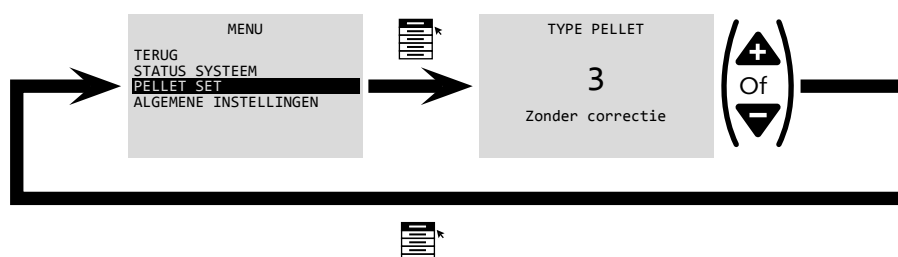 MENU
TERUG
STATUS SYSTEEM
PELLET SET
ALGEMENE INSTELLINGEN
TYPE PELLET
3
Zonder correctie
Of